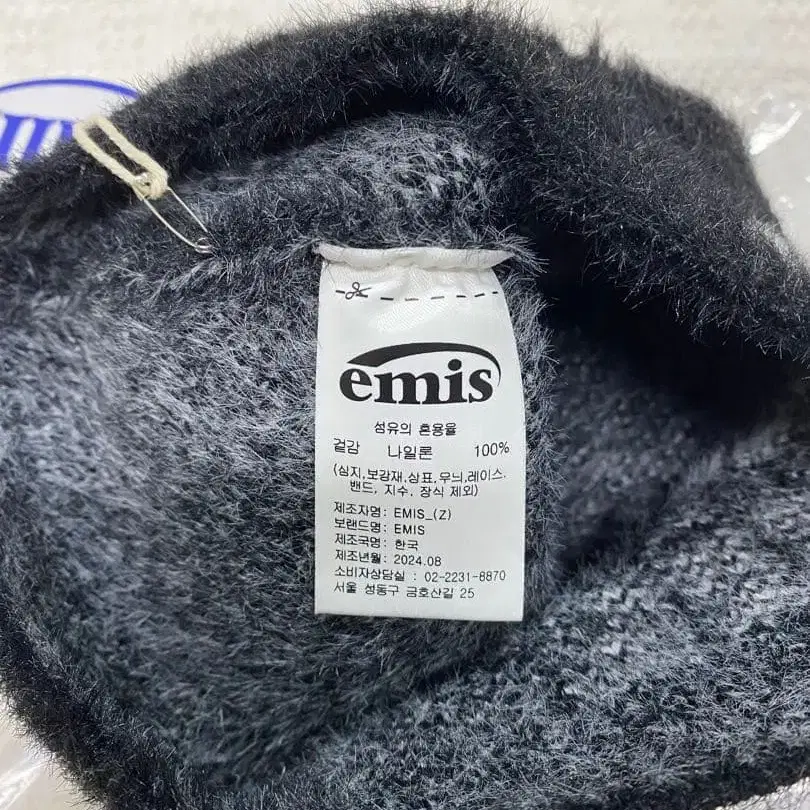 emis
섬유의 혼용율
겉감 나일론 100%
(심지,보강재,상표,무늬,레이스,
밴드, 자수, 장식 제외)
제조자명: EMIS_(Z)
보랜드명: EMIS
제조국명: 한국
제조년월: 2024.08
소비자상담실 : 02-2231-8870
서울 성동구 금호산길 25